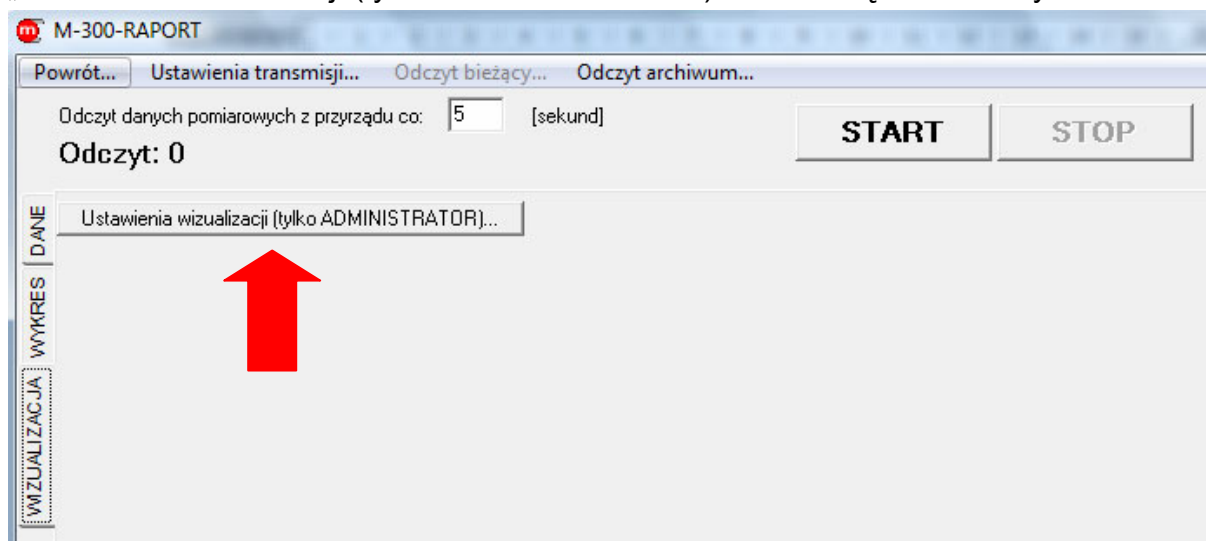 M-300-RAPORT
Powrót... Ustawienia transmisji... Odczyt bieżący... Odczyt archiwum...
Odczyt danych pomiarowych z przyrządu co: 5 [sekund]
START STOP
Odczyt: 0
DANE
Ustawienia wizualizacji (tylko ADMINISTRATOR)...
WYKRES
WIZUALIZACJA